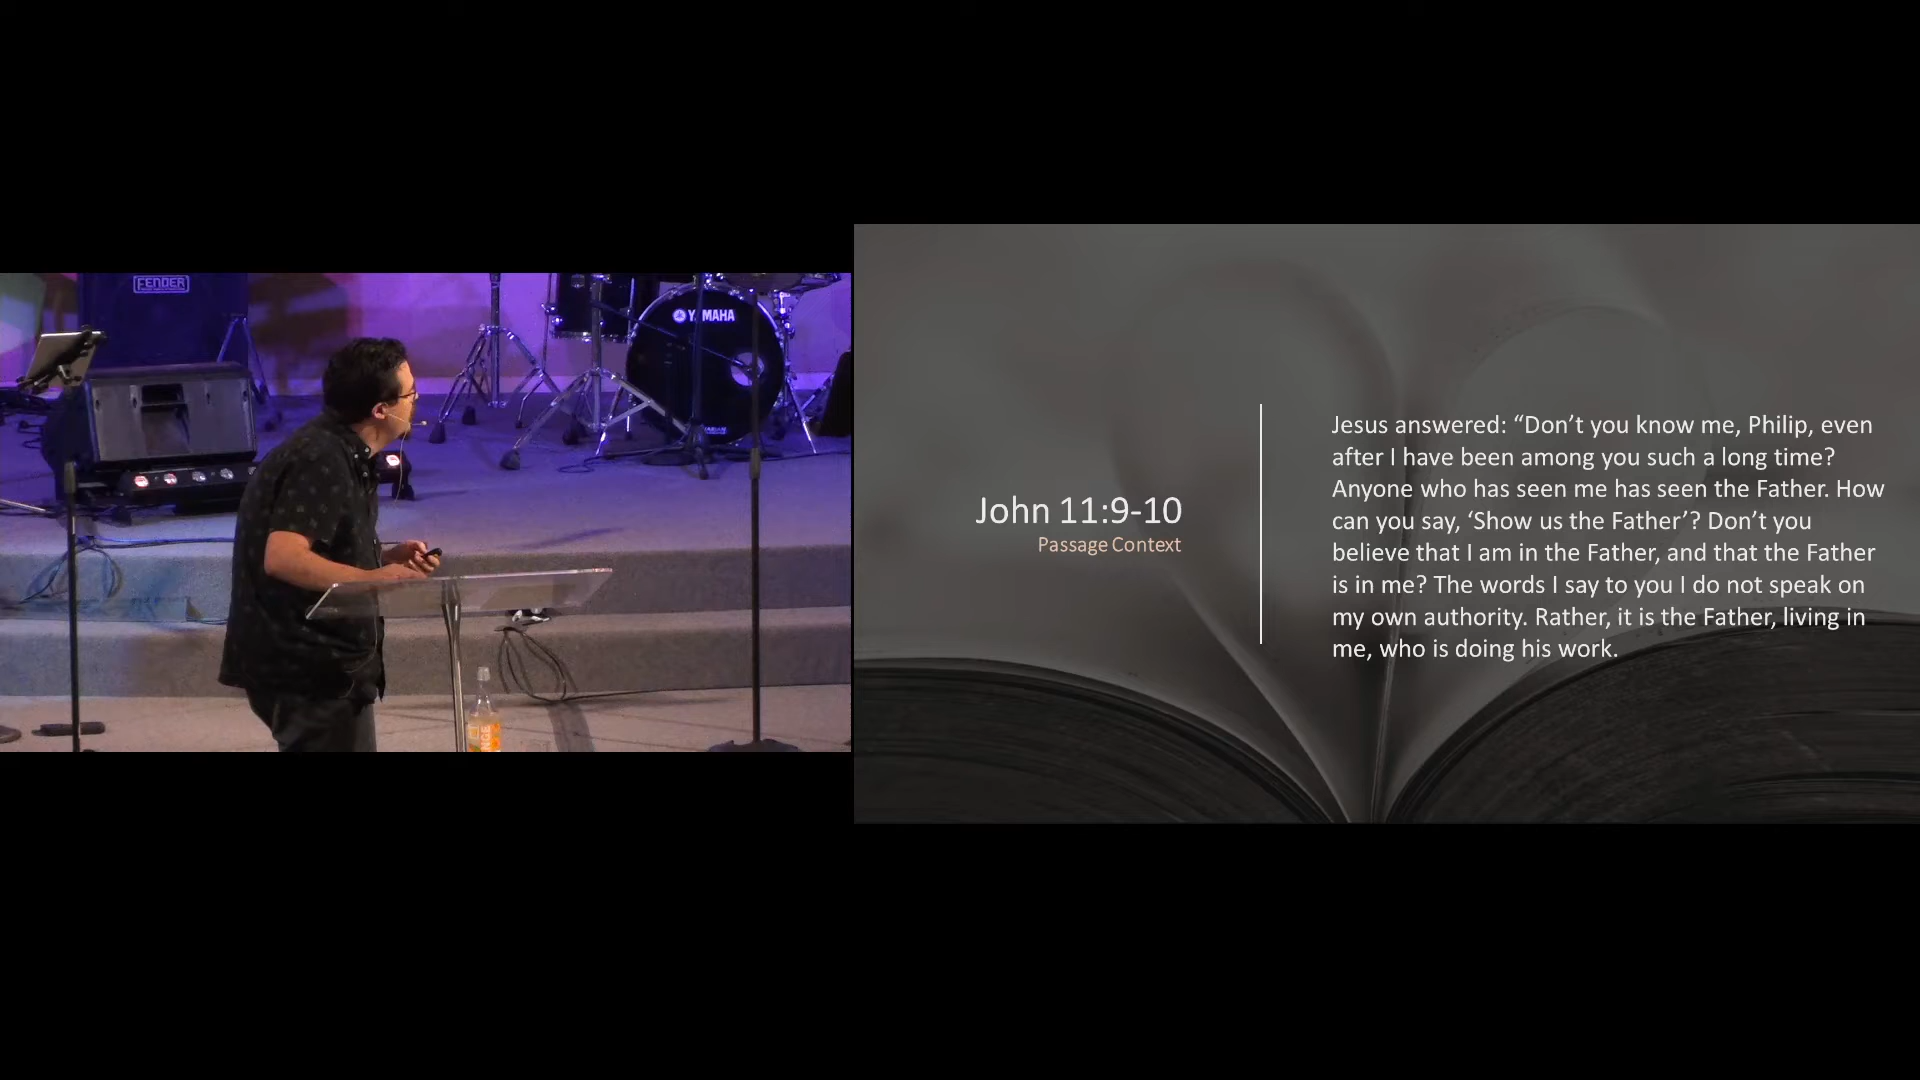 FENDER
YAMAHA
NGE
John 11:9-10
Passage Context
Jesus answered: “Don’t you know me, Philip, even
after I have been among you such a long time?
Anyone who has seen me has seen the Father. How
can you say, ‘Show us the Father’? Don’t you
believe that I am in the Father, and that the Father
is in me? The words I say to you I do not speak on
my own authority. Rather, it is the Father, living in
me, who is doing his work.